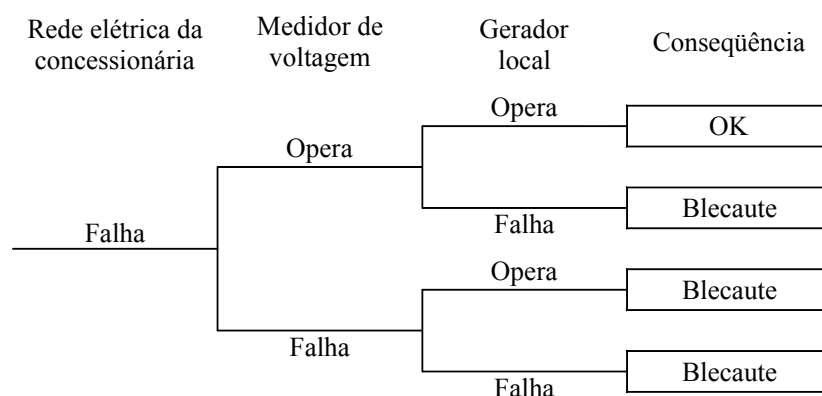 Rede elétrica da
concessionária
Medidor de
voltagem
Gerador
local
Conseqüência
Opera
OK
Opera
Falha
Blecaute
Falha
Opera
Blecaute
Falha
Falha
Blecaute